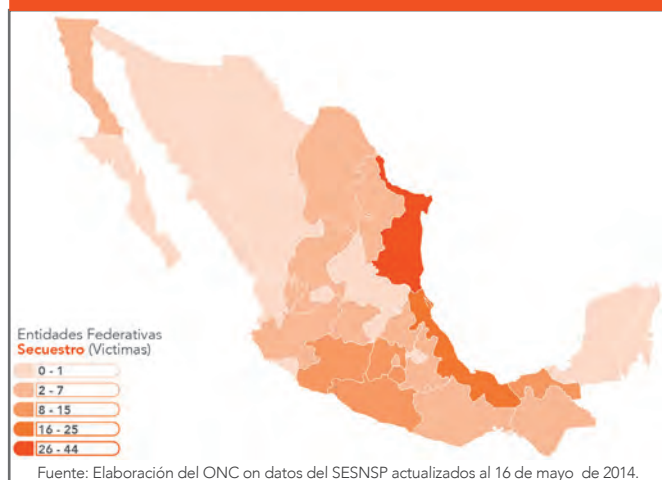 Entidades Federativas
Secuestro (Victimas)
0 - 1
2 - 7
8 - 15
16 - 25
26 - 44
Fuente: Elaboración del ONC on datos del SESNSP actualizados al 16 de mayo de 2014.